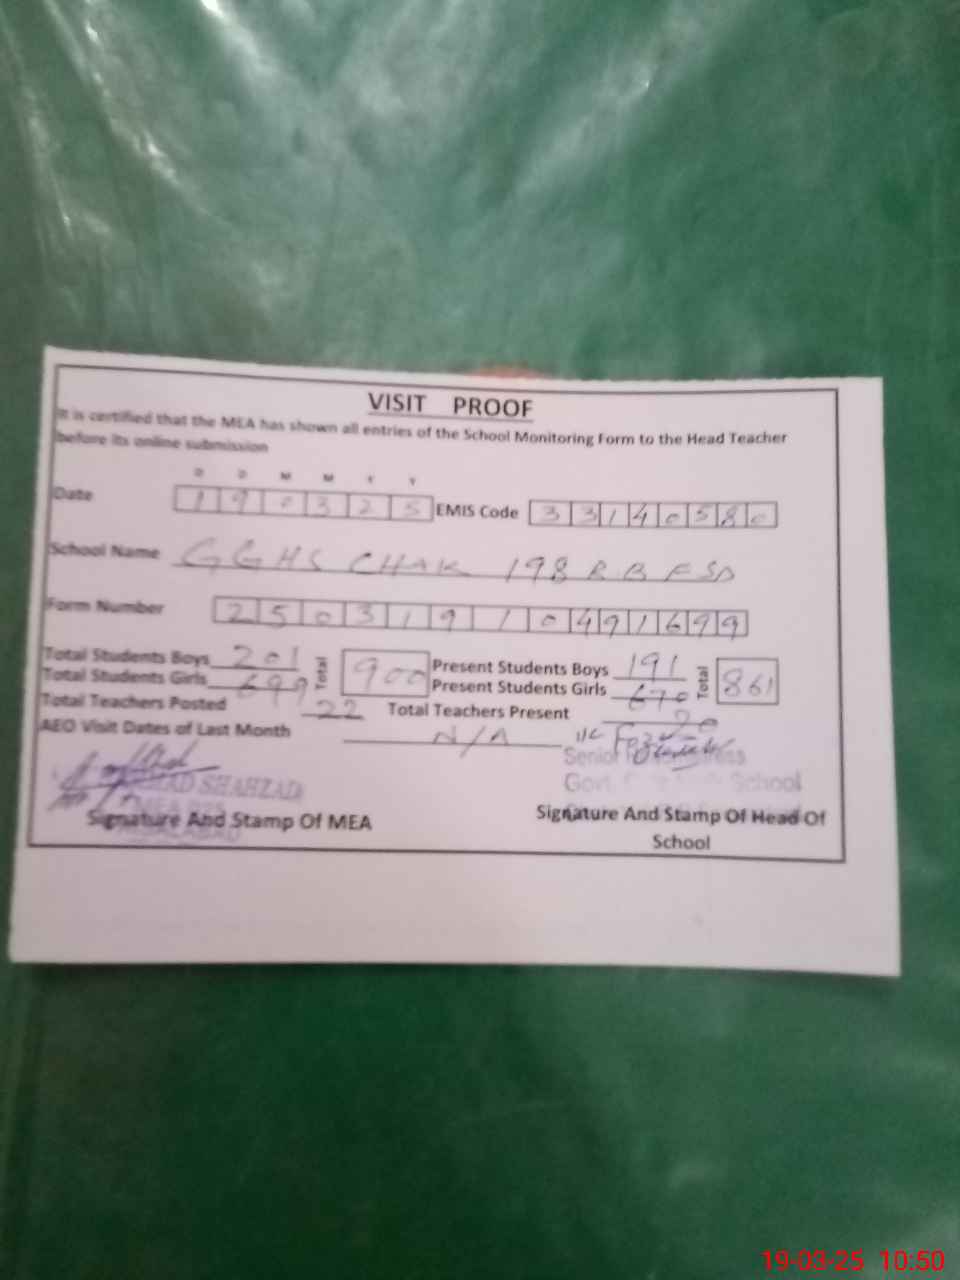 VISIT PROOF
It is certified that the MEA has shown all entries of the School Monitoring Form to the Head Teacher
before its online submission
D D M M Y Y
Date 1 9 0 3 2 5 EMIS Code 3 3 1 4 0 5 8 0
School Name GGHS CHAK 198 RB FSD
Form Number 2 5 0 3 1 9 1 0 4 9 1 6 9 9
Total Students Boys 201 Total 900 Present Students Boys 191 Total 861
Total Students Girls 699 Present Students Girls 670
Total Teachers Posted 22 Total Teachers Present 20
AEO Visit Dates of Last Month N/A
I/C
Senior
SHAHZAD Govt. School
MEA
Signature And Stamp Of MEA Signature And Stamp Of Head Of
School
19-03-25 10:50